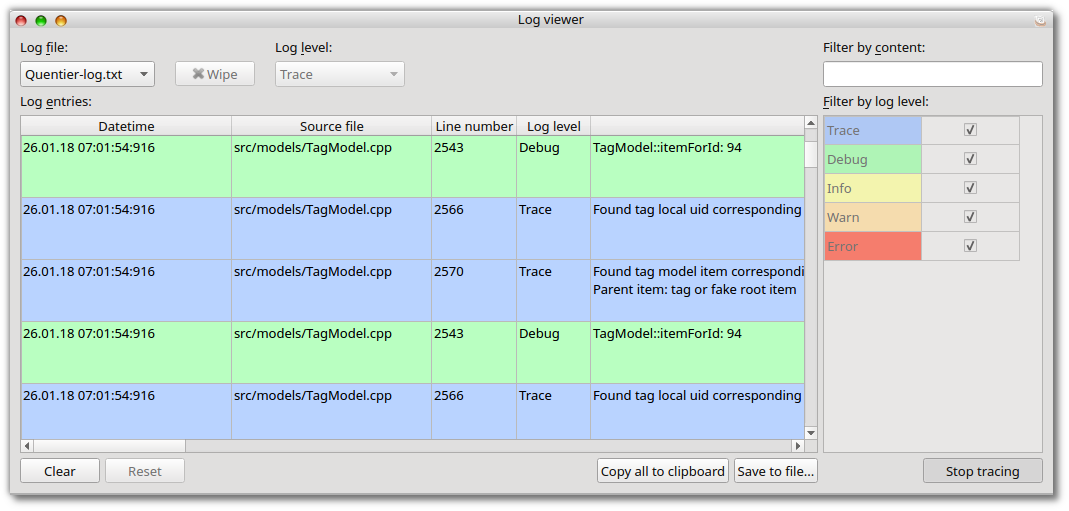 Log viewer
Log file:
Log level:
Filter by content:
Quentier-log.txt
Wipe
Trace
Log entries:
Filter by log level:
Datetime Source file Line number Log level
26.01.18 07:01:54:916 src/models/TagModel.cpp 2543 Debug TagModel::itemForId: 94
26.01.18 07:01:54:916 src/models/TagModel.cpp 2566 Trace Found tag local uid corresponding
26.01.18 07:01:54:916 src/models/TagModel.cpp 2570 Trace Found tag model item correspondi
Parent item: tag or fake root item
26.01.18 07:01:54:916 src/models/TagModel.cpp 2543 Debug TagModel::itemForId: 94
26.01.18 07:01:54:916 src/models/TagModel.cpp 2566 Trace Found tag local uid corresponding
Trace
Debug
Info
Warn
Error
Clear
Reset
Copy all to clipboard
Save to file...
Stop tracing